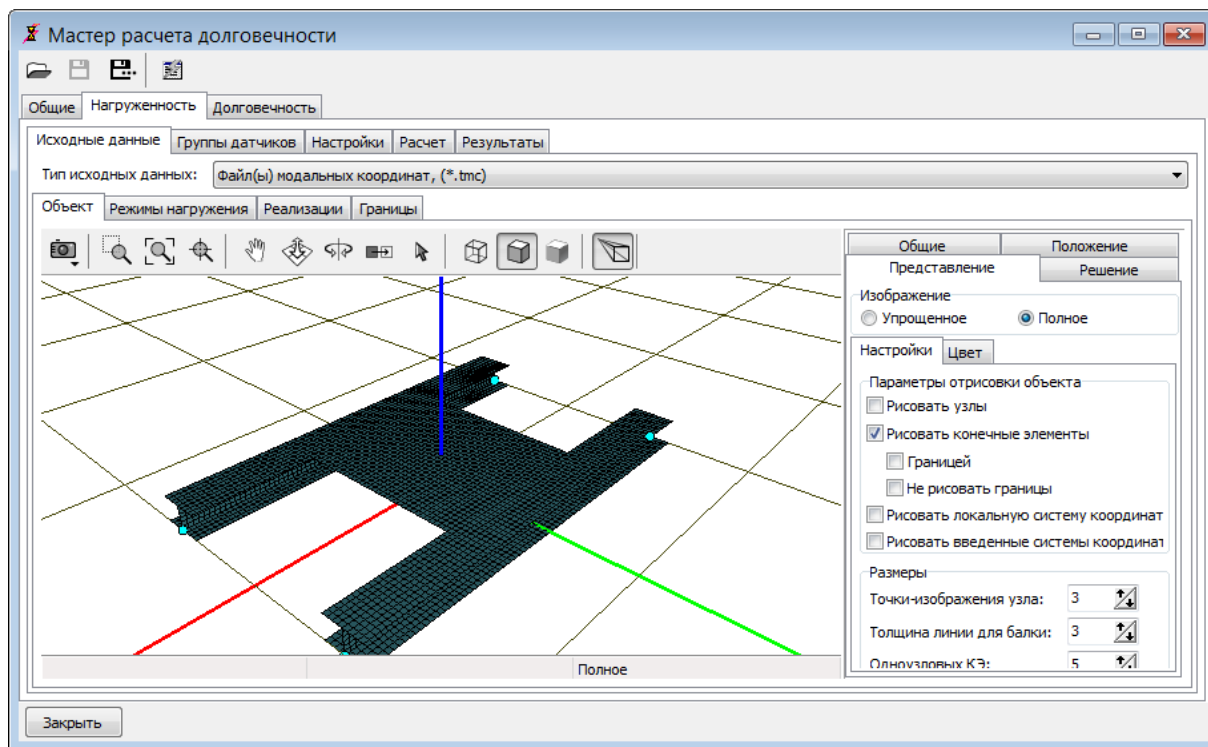 Мастер расчета долговечности
Общие Нагруженность Долговечность
Исходные данные Группы датчиков Настройки Расчет Результаты
Тип исходных данных: Файл(ы) модальных координат, (*.tmc)
Объект Режимы нагружения Реализации Границы
Общие Положение
Представление Решение
Изображение
Упрощенное Полное
Настройки Цвет
Параметры отрисовки объекта
Рисовать узлы
Рисовать конечные элементы
Границей
Не рисовать границы
Рисовать локальную систему координат
Рисовать введенные системы координат
Размеры
Точки-изображения узла: 3
Толщина линии для балки: 3
Одноузловых КЭ: 5
Полное
Закрыть